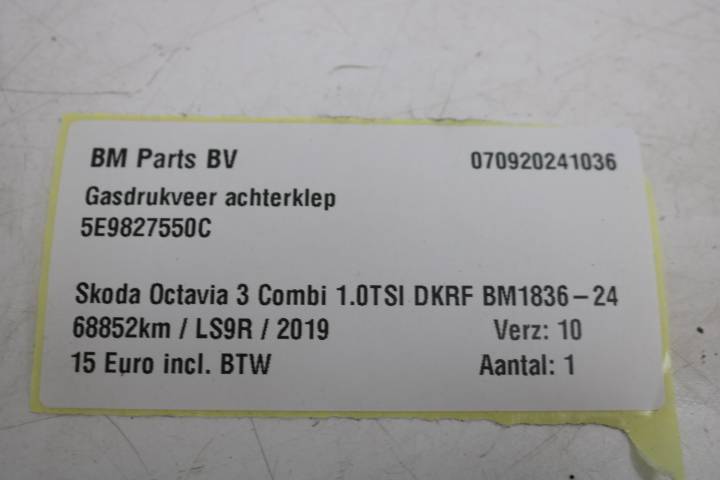 BM Parts BV 070920241036
Gasdrukveer achterklep
5E9827550C
Skoda Octavia 3 Combi 1.0TSI DKRF BM1836-24
68852km / LS9R / 2019 Verz: 10
15 Euro incl. BTW Aantal: 1